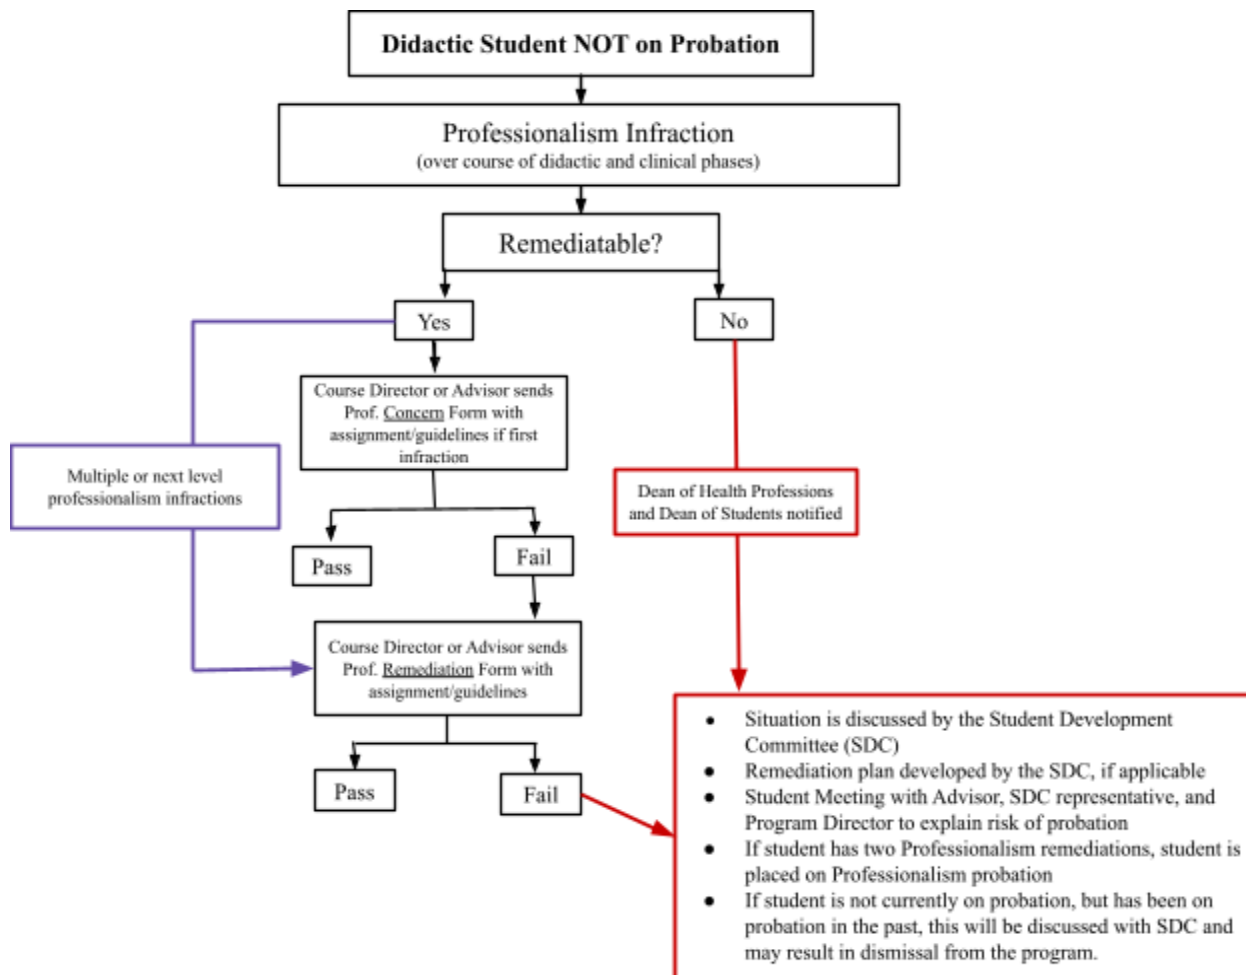 Didactic Student NOT on Probation
Professionalism Infraction
(over course of didactic and clinical phases)
Remediatable?
Yes
No
Course Director or Advisor sends
Prof. Concern Form with
assignment/guidelines if first
infraction
Multiple or next level
professionalism infractions
Dean of Health Professions
and Dean of Students notified
Pass
Fail
Course Director or Advisor sends
Prof. Remediation Form with
assignment/guidelines
Pass
Fail
● Situation is discussed by the Student Development
Committee (SDC)
● Remediation plan developed by the SDC, if applicable
● Student Meeting with Advisor, SDC representative, and
Program Director to explain risk of probation
● If student has two Professionalism remediations, student is
placed on Professionalism probation
● If student is not currently on probation, but has been on
probation in the past, this will be discussed with SDC and
may result in dismissal from the program.